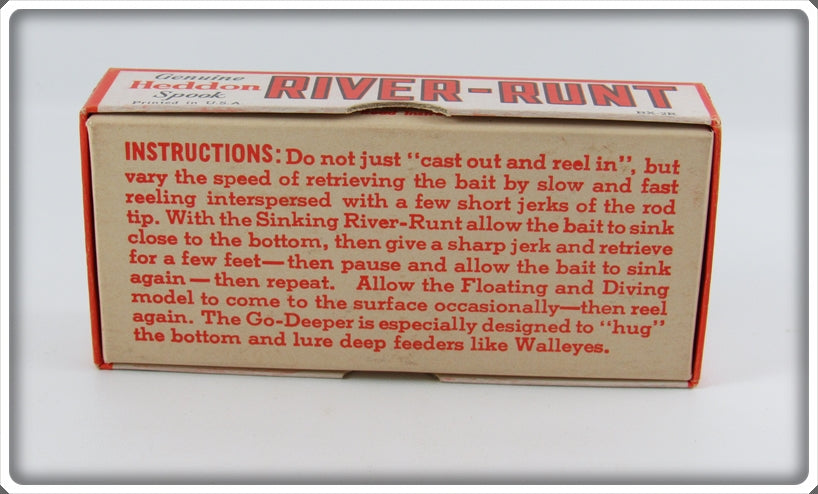 Genuine
Heddon
Spook
RIVER-RUNT
Printed in U.S.A.
BX-2R
INSTRUCTIONS: Do not just "cast out and reel in", but
vary the speed of retrieving the bait by slow and fast
reeling interspersed with a few short jerks of the rod
tip. With the Sinking River-Runt allow the bait to sink
close to the bottom, then give a sharp jerk and retrieve
for a few feet—then pause and allow the bait to sink
again—then repeat. Allow the Floating and Diving
model to come to the surface occasionally—then reel
again. The Go-Deeper is especially designed to "hug"
the bottom and lure deep feeders like Walleyes.